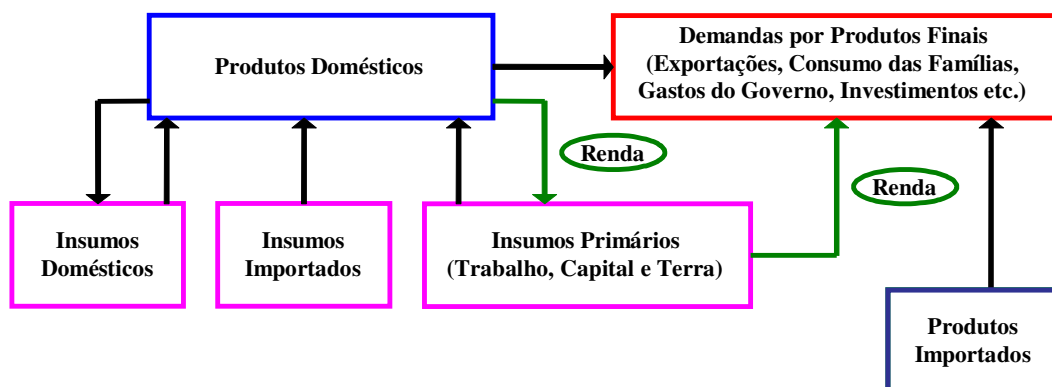 Produtos Domésticos
Demandas por Produtos Finais
(Exportações, Consumo das Famílias,
Gastos do Governo, Investimentos etc.)
Renda
Renda
Insumos
Domésticos
Insumos
Importados
Insumos Primários
(Trabalho, Capital e Terra)
Produtos
Importados